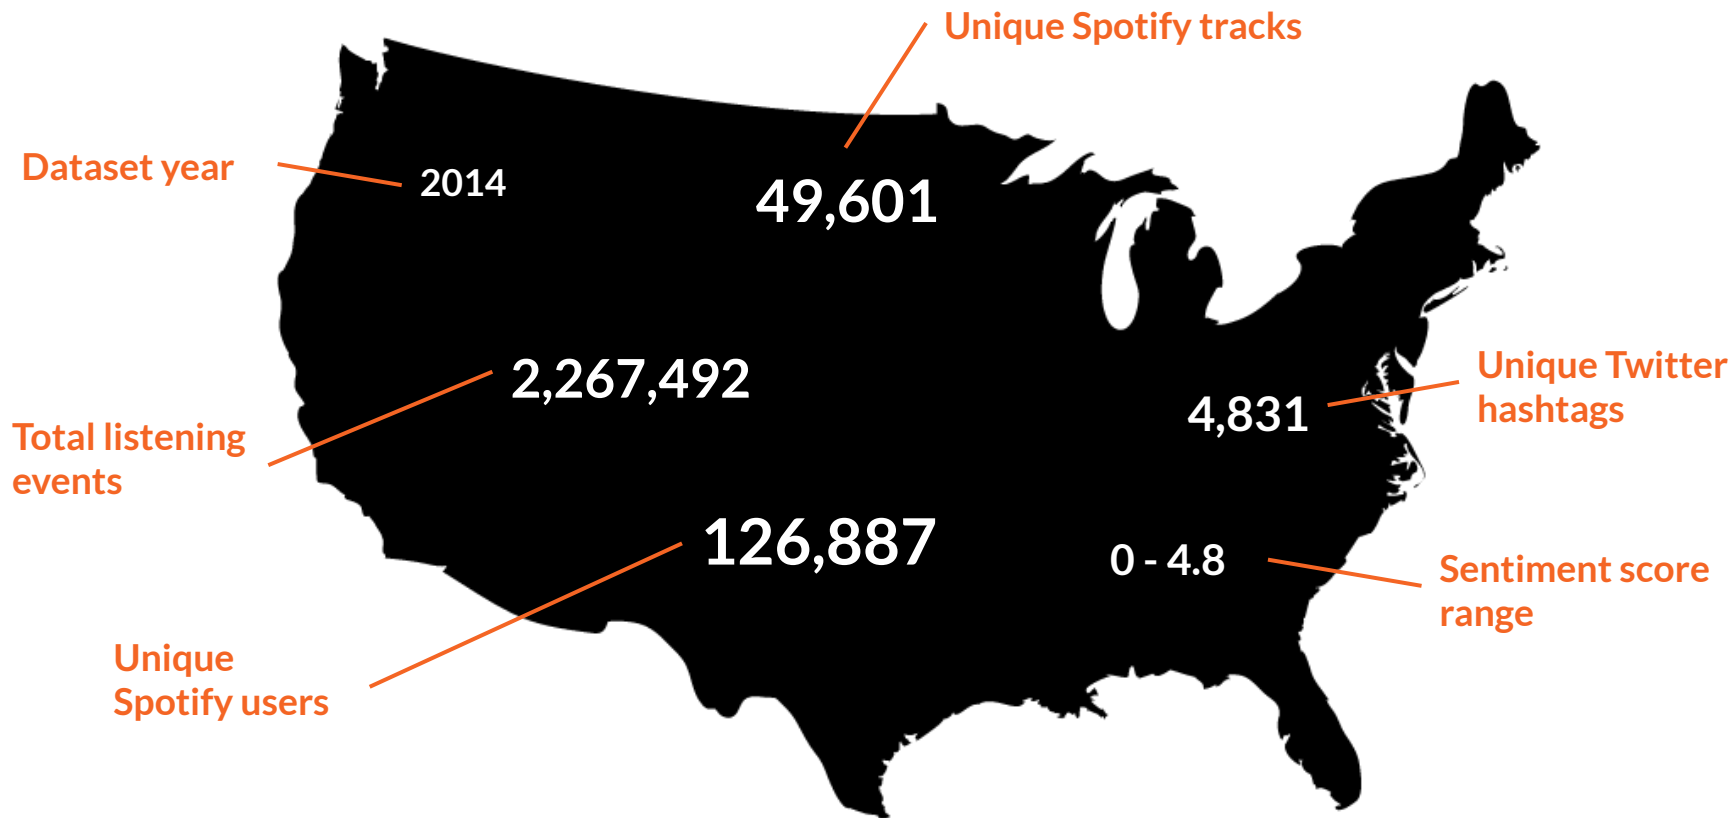 Unique Spotify tracks
Dataset year
2014
49,601
2,267,492
Total listening
events
4,831
Unique Twitter
hashtags
126,887
Unique
Spotify users
0 - 4.8
Sentiment score
range